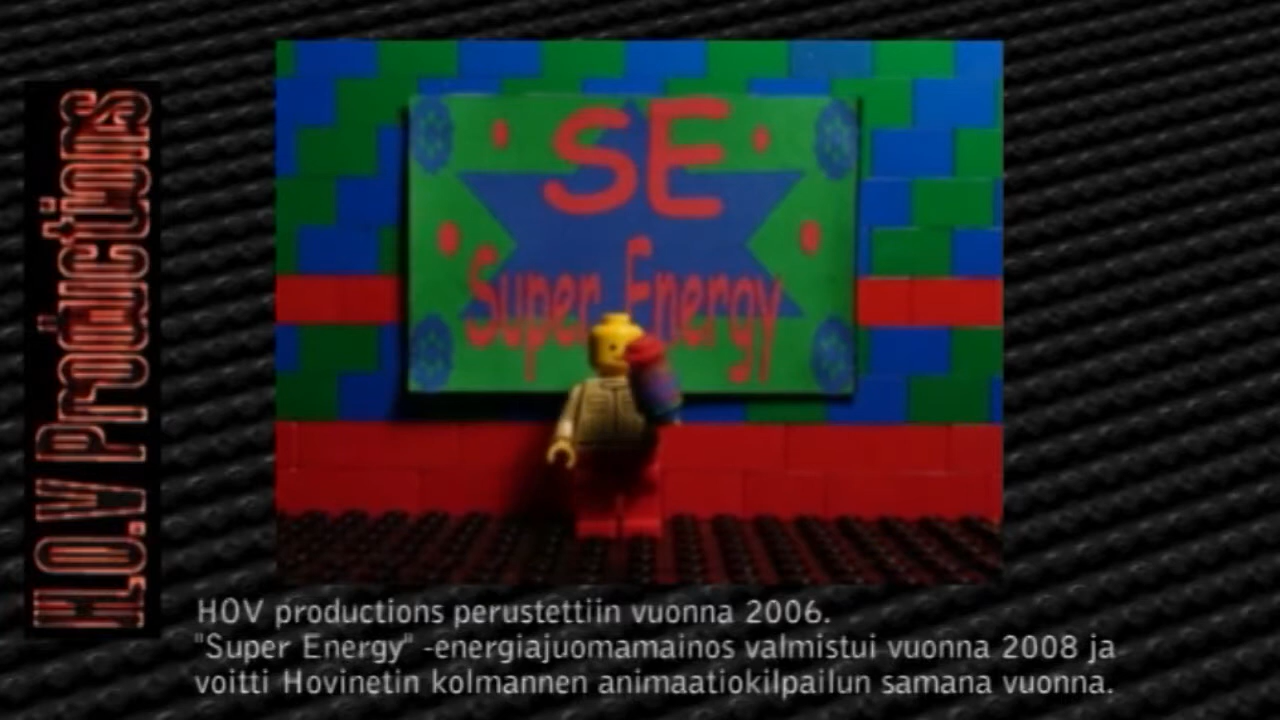 H.O.V Productions
SE
Super Energy
HOV productions perustettiin vuonna 2006.
"Super Energy" -energiajuomamainos valmistui vuonna 2008 ja
voitti Hovinetin kolmannen animaatiokilpailun samana vuonna.